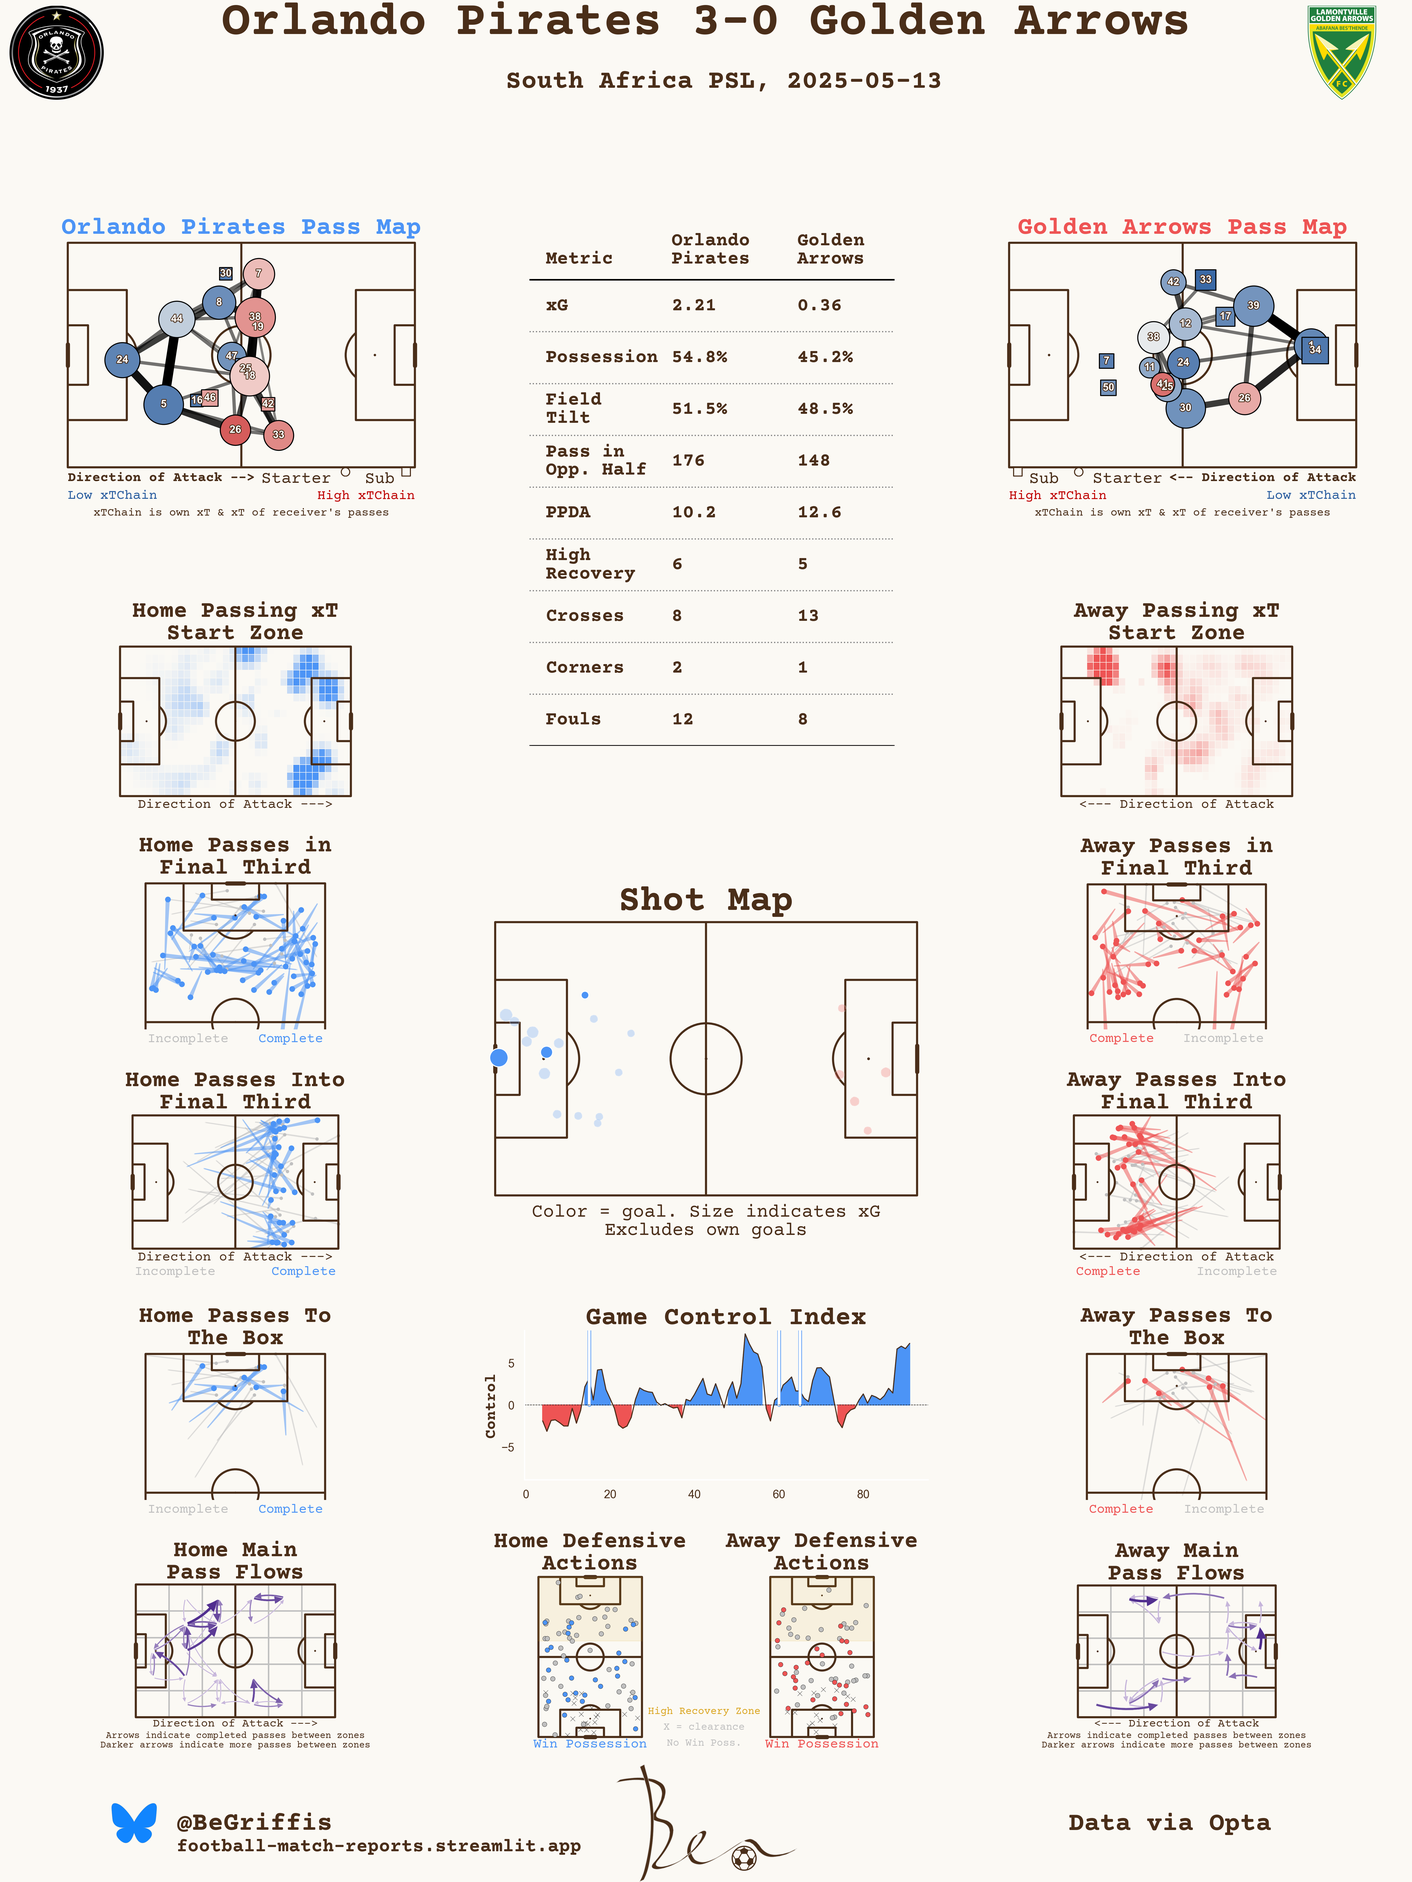 Orlando Pirates 3-0 Golden Arrows
South Africa PSL, 2025-05-13
ORLANDO
PIRATES
1937
LAMONTVILLE
GOLDEN ARROWS
ABAFANA BES'THENDE
FC
Orlando Pirates Pass Map
30
7
8
44
38
19
24
47
25
18
5
16
46
42
26
33
Direction of Attack --> Starter Sub
Low xTChain High xTChain
xTChain is own xT & xT of receiver's passes
Metric Orlando Pirates Golden Arrows
xG 2.21 0.36
Possession 54.8% 45.2%
Field Tilt 51.5% 48.5%
Pass in Opp. Half 176 148
PPDA 10.2 12.6
High Recovery 6 5
Crosses 8 13
Corners 2 1
Fouls 12 8
Golden Arrows Pass Map
42
33
39
12
17
38
34
7
11
24
41
50
26
30
Sub Starter <-- Direction of Attack
High xTChain Low xTChain
xTChain is own xT & xT of receiver's passes
Home Passing xT
Start Zone
Direction of Attack --->
Away Passing xT
Start Zone
<--- Direction of Attack
Home Passes in
Final Third
Incomplete Complete
Away Passes in
Final Third
Complete Incomplete
Shot Map
Color = goal. Size indicates xG
Excludes own goals
Home Passes Into
Final Third
Direction of Attack --->
Incomplete Complete
Away Passes Into
Final Third
<--- Direction of Attack
Complete Incomplete
Home Passes To
The Box
Incomplete Complete
Game Control Index
Control
5
0
−5
0 20 40 60 80
Away Passes To
The Box
Complete Incomplete
Home Main
Pass Flows
Direction of Attack --->
Arrows indicate completed passes between zones
Darker arrows indicate more passes between zones
Home Defensive
Actions
Win Possession
Away Defensive
Actions
Win Possession
High Recovery Zone
X = clearance
No Win Poss.
Away Main
Pass Flows
<--- Direction of Attack
Arrows indicate completed passes between zones
Darker arrows indicate more passes between zones
@BeGriffis
football-match-reports.streamlit.app
Ben
Data via Opta